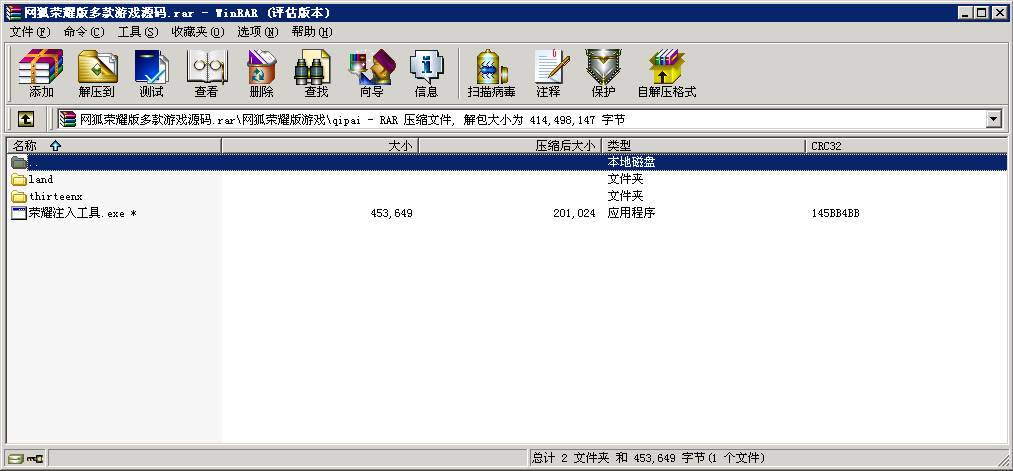 网狐荣耀版多款游戏源码.rar - WinRAR (评估版本)
文件(F) 命令(C) 工具(S) 收藏夹(O) 选项(N) 帮助(H)
添加 解压到 测试 查看 删除 查找 向导 信息 扫描病毒 注释 保护 自解压格式
网狐荣耀版多款游戏源码.rar\网狐荣耀版游戏\qipai - RAR 压缩文件, 解包大小为 414,498,147 字节
名称 大小 压缩后大小 类型 CRC32
.. 本地磁盘
land 文件夹
thirteenx 文件夹
荣耀注入工具.exe * 453,649 201,024 应用程序 145BB4BB
总计 2 文件夹 和 453,649 字节(1 个文件)